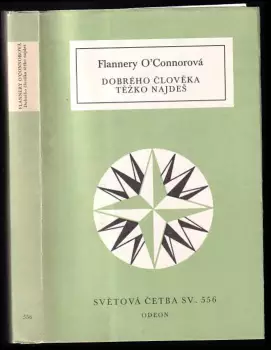 FLANNERY O'CONNOROVÁ
Dobrého člověka těžko najdeš
556
Flannery O'Connorová
DOBRÉHO ČLOVĚKA
TĚŽKO NAJDEŠ
SVĚTOVÁ ČETBA SV. 556
ODEON